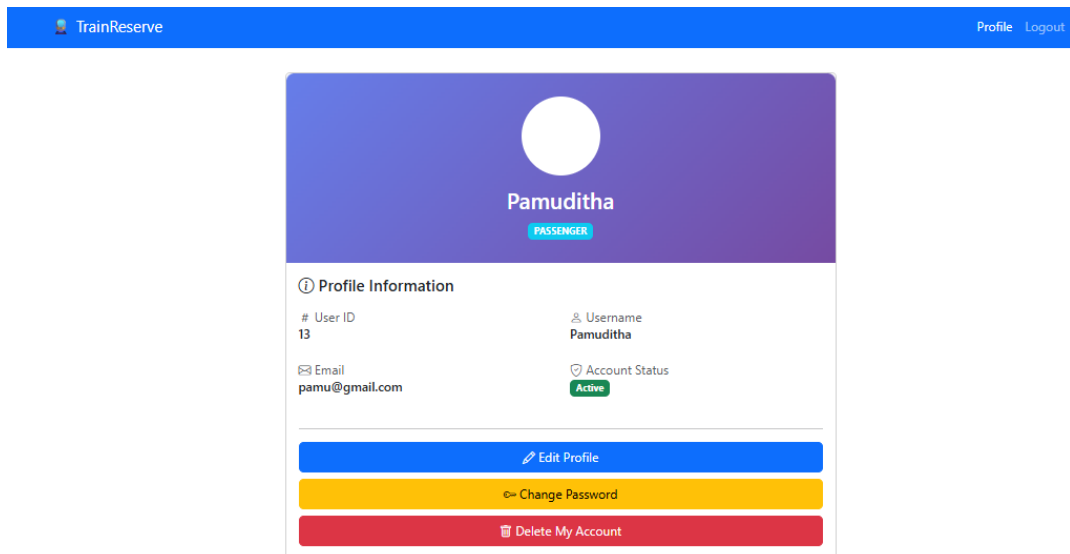 TrainReserve
Profile Logout
Pamuditha
PASSENGER
Profile Information
# User ID
13
Username
Pamuditha
Email
pamu@gmail.com
Account Status
Active
Edit Profile
Change Password
Delete My Account